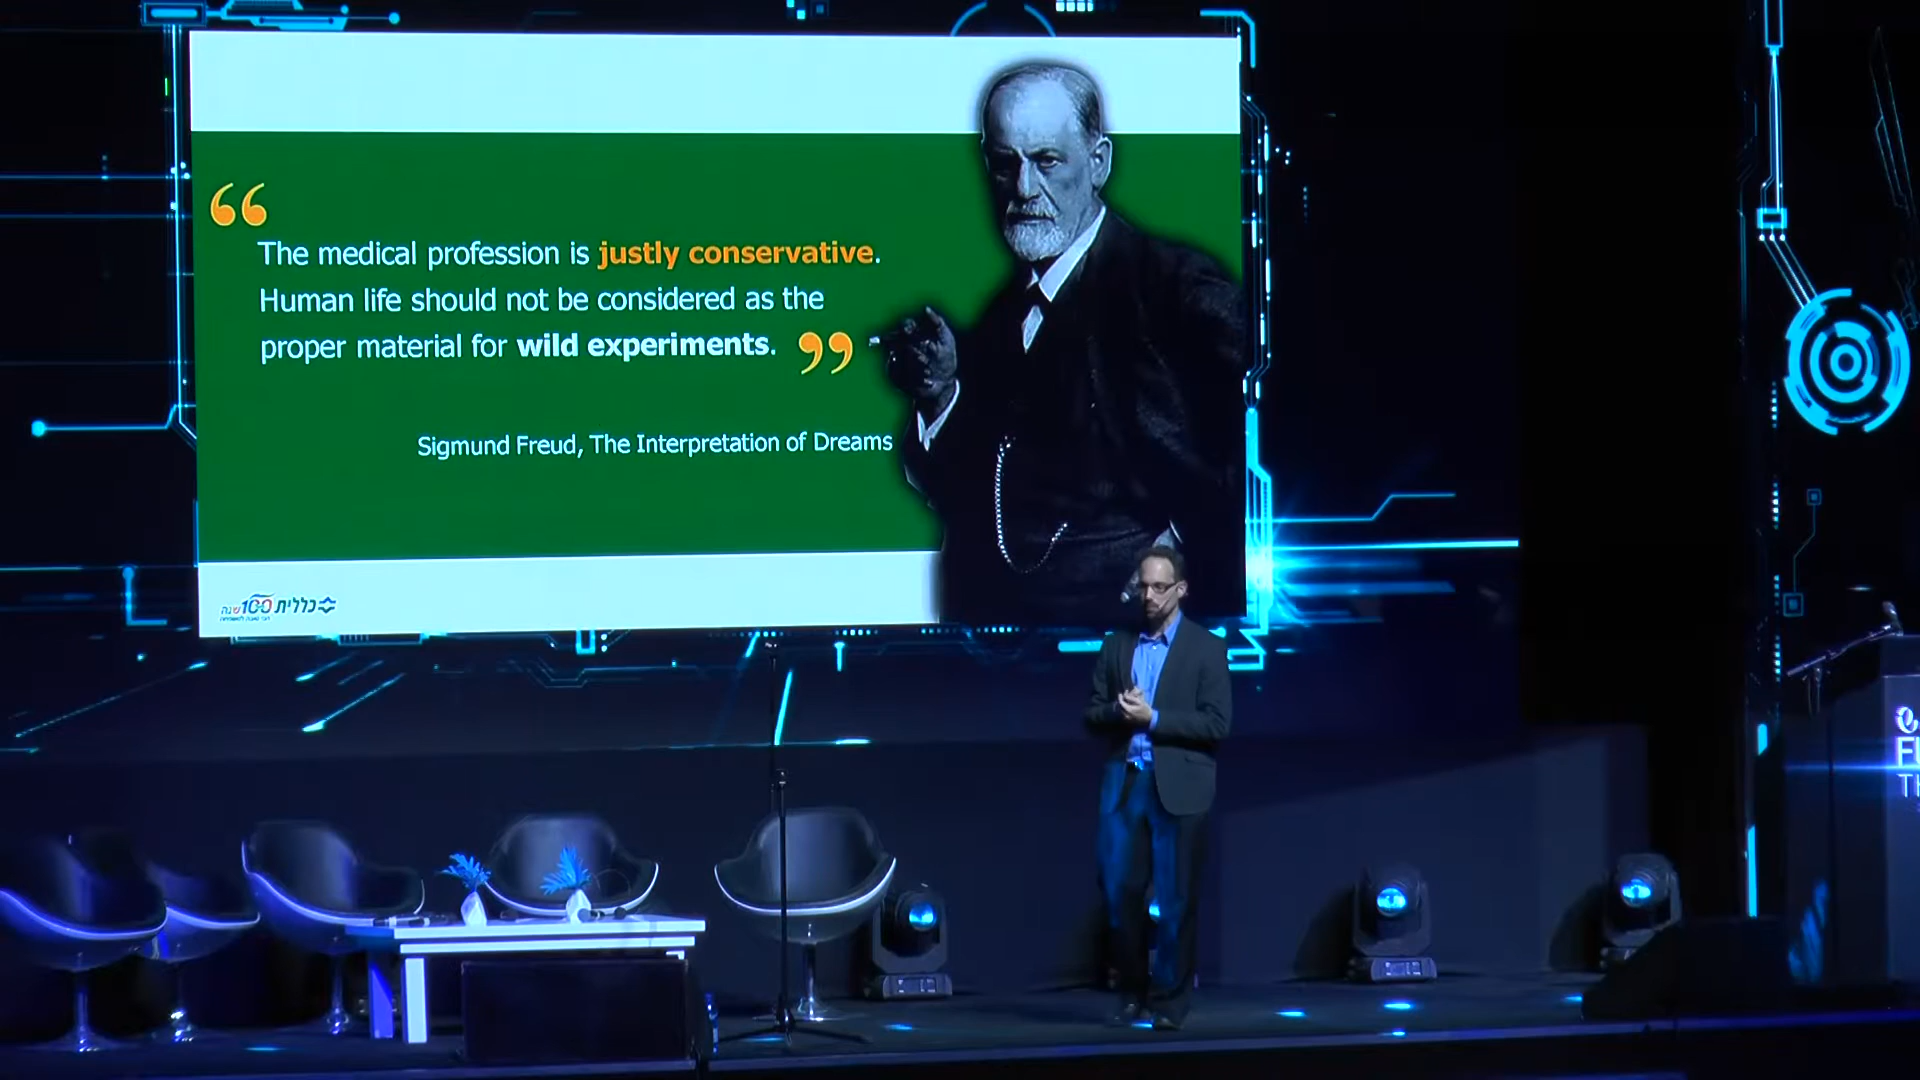 “
The medical profession is justly conservative.
Human life should not be considered as the
proper material for wild experiments. ”
Sigmund Freud, The Interpretation of Dreams
כללית 100 שנה